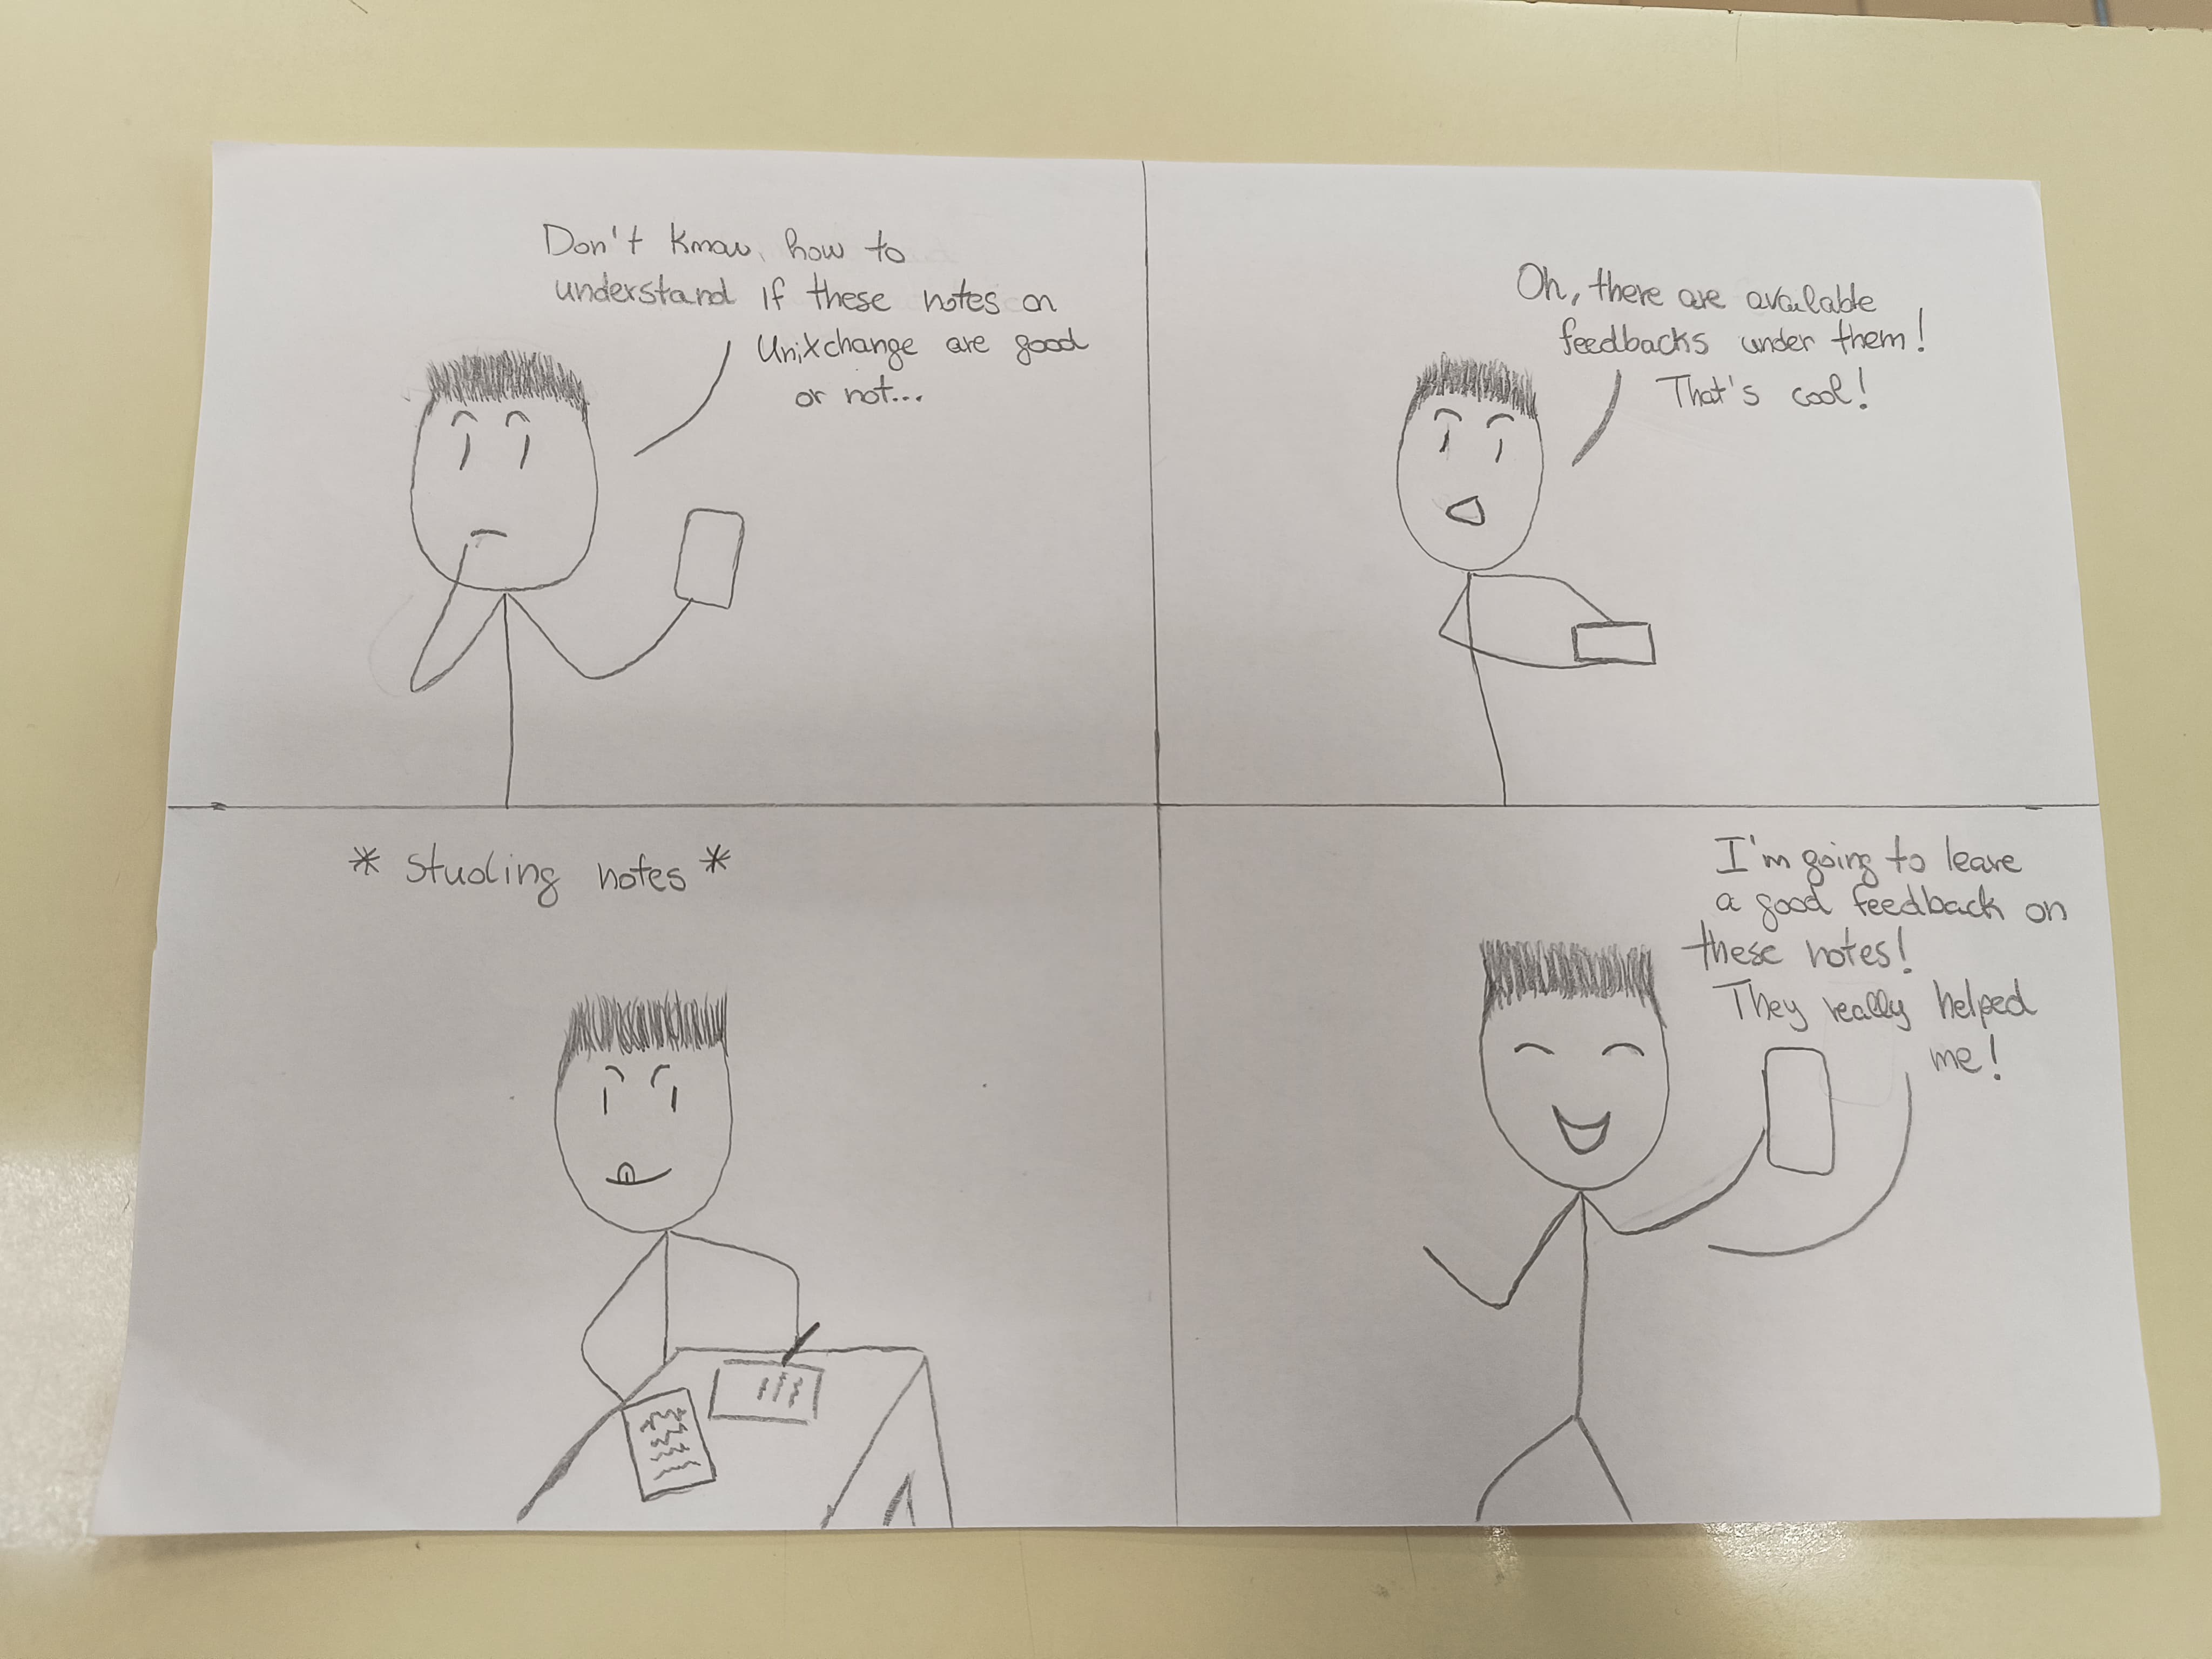 Don't know, how to
understand if these notes on
UniXchange are good
or not...
Oh, there are available
feedbacks under them!
That's cool!
* Studing notes *
I'm going to leave
a good feedback on
these notes!
They really helped
me!